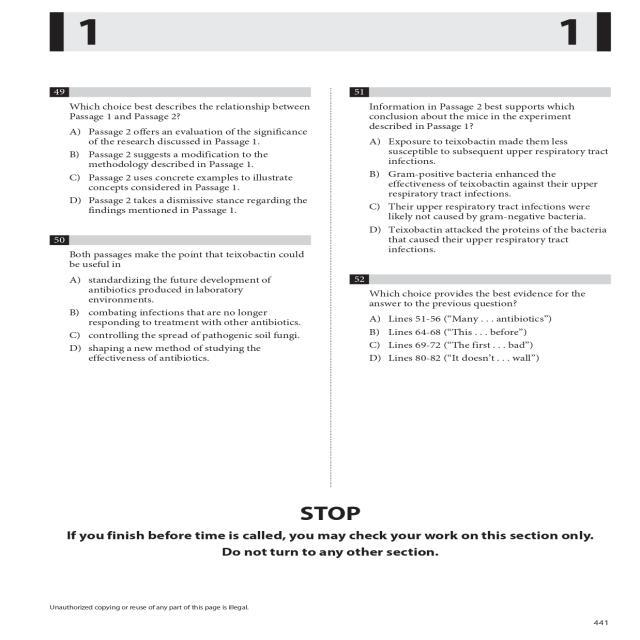 1
1
49
Which choice best describes the relationship between
Passage 1 and Passage 2?
A) Passage 2 offers an evaluation of the significance
of the research discussed in Passage 1.
B) Passage 2 suggests a modification to the
methodology described in Passage 1.
C) Passage 2 uses concrete examples to illustrate
concepts considered in Passage 1.
D) Passage 2 takes a dismissive stance regarding the
findings mentioned in Passage 1.
50
Both passages make the point that teixobactin could
be useful in
A) standardizing the future development of
antibiotics produced in laboratory
environments.
B) combating infections that are no longer
responding to treatment with other antibiotics.
C) controlling the spread of pathogenic soil fungi.
D) shaping a new method of studying the
effectiveness of antibiotics.
51
Information in Passage 2 best supports which
conclusion about the mice in the experiment
described in Passage 1?
A) Exposure to teixobactin made them less
susceptible to subsequent upper respiratory tract
infections.
B) Gram-positive bacteria enhanced the
effectiveness of teixobactin against their upper
respiratory tract infections.
C) Their upper respiratory tract infections were
likely not caused by gram-negative bacteria.
D) Teixobactin attacked the proteins of the bacteria
that caused their upper respiratory tract
infections.
52
Which choice provides the best evidence for the
answer to the previous question?
A) Lines 51-56 (“Many . . . antibiotics”)
B) Lines 64-68 (“This . . . before”)
C) Lines 69-72 (“The first . . . bad”)
D) Lines 80-82 (“It doesn’t . . . wall”)
STOP
If you finish before time is called, you may check your work on this section only.
Do not turn to any other section.
Unauthorized copying or reuse of any part of this page is illegal.
441